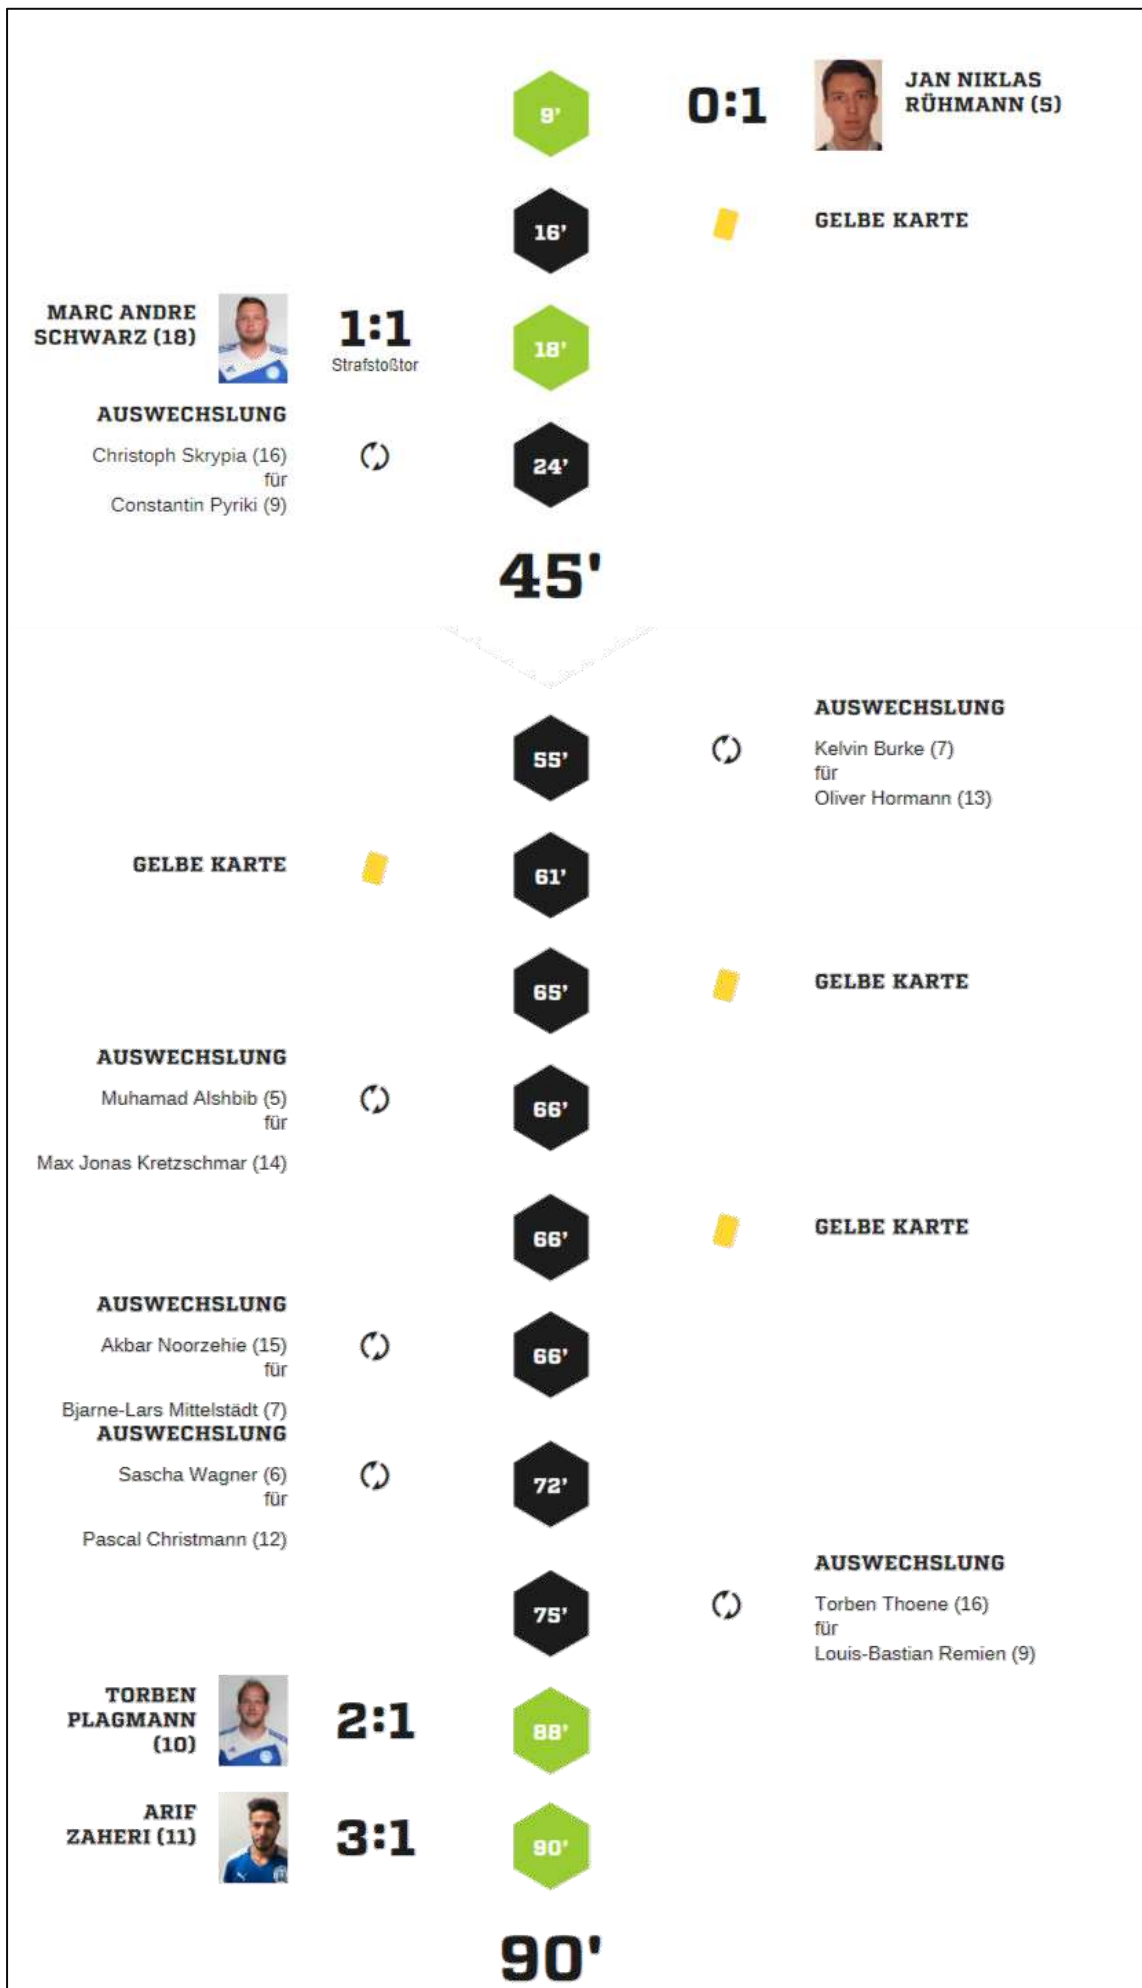 9’
0:1
JAN NIKLAS
RÜHMANN (5)
16’
GELBE KARTE
MARC ANDRE
SCHWARZ (18)
1:1
Strafstoßtor
18’
AUSWECHSLUNG
Christoph Skrypia (16)
für
Constantin Pyriki (9)
24’
45'
55’
AUSWECHSLUNG
Kelvin Burke (7)
für
Oliver Hormann (13)
GELBE KARTE
61’
65’
GELBE KARTE
AUSWECHSLUNG
Muhamad Alshbib (5)
für
Max Jonas Kretzschmar (14)
66’
66’
GELBE KARTE
AUSWECHSLUNG
Akbar Noorzehie (15)
für
Bjarne-Lars Mittelstädt (7)
66’
AUSWECHSLUNG
Sascha Wagner (6)
für
Pascal Christmann (12)
72’
75’
AUSWECHSLUNG
Torben Thoene (16)
für
Louis-Bastian Remien (9)
TORBEN
PLAGMANN
(10)
2:1
88’
ARIF
ZAHERI (11)
3:1
90’
90'